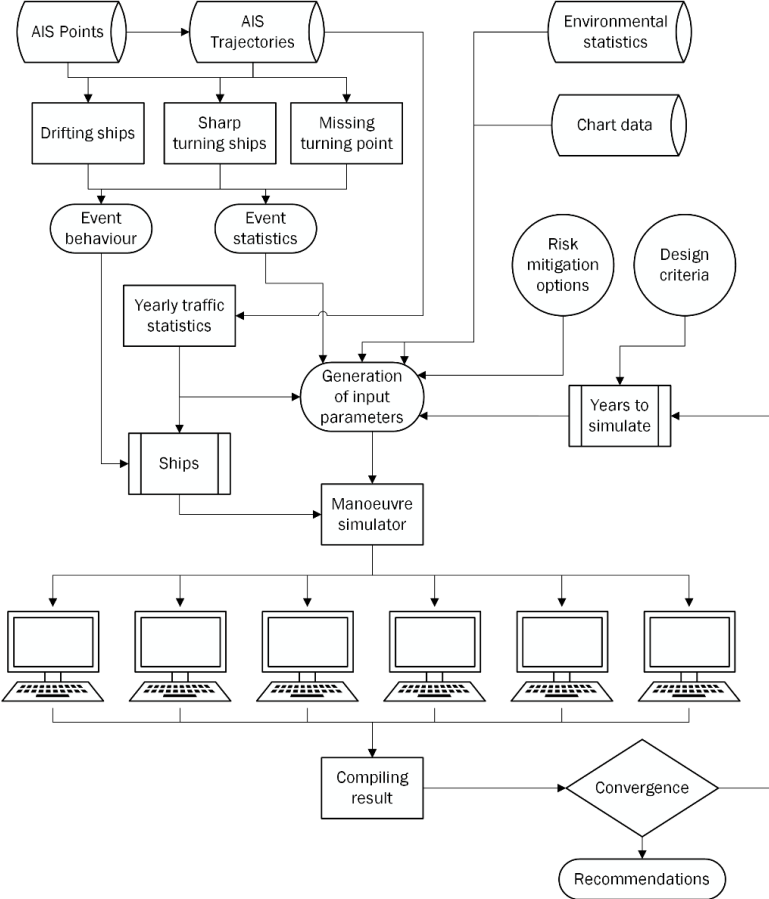 AIS Points
AIS
Trajectories
Environmental
statistics
Chart data
Drifting ships
Sharp
turning ships
Missing
turning point
Event
behaviour
Event
statistics
Risk
mitigation
options
Design
criteria
Yearly traffic
statistics
Generation
of input
parameters
Years to
simulate
Ships
Manoeuvre
simulator
Compiling
result
Convergence
Recommendations